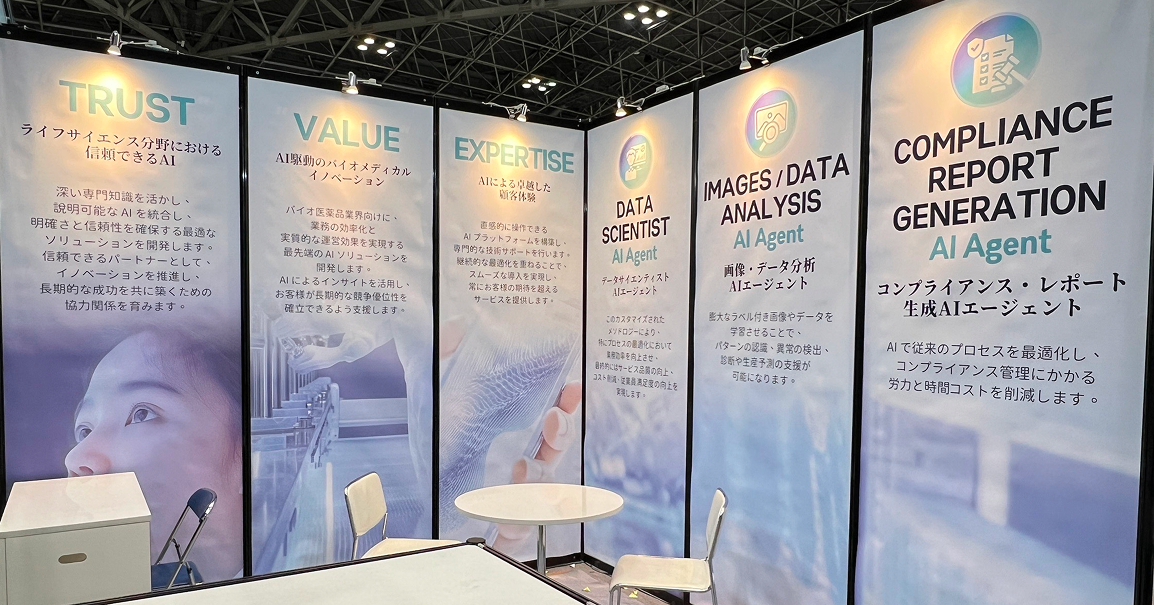 TRUST
ライフサイエンス分野における
信頼できるAI
深い専門知識を活かし、
說明可能な AI を統合し、
明確さと信頼性を確保する最適な
ソリューションを開発します。
信頼できるパートナーとして、
イノベーションを推進し、
長期的な成功を共に築くための
協力関係を育みます。
VALUE
AI駆動のバイオメディカル
イノベーション
バイオ医薬品業界向けに、
業務の効率化と
実質的な運営効果を実現する
最先端のAIソリューションを
開発します。
AIによるインサイトを活用し、
お客様が長期的な競争優位性を
確立できるよう支援します。
EXPERTISE
AIによる卓越した
顧客体験
直感的に操作できる
AI プラットフォームを構築し、
専門的な技術サポートを行います。
継続的な最適化を重ねることで、
スムーズな導入を実現し、
常にお客様の期待を超える
サービスを提供します。
DATA
SCIENTIST
AI Agent
データサイエンティスト
AIエージェント
このカスタマイズされた
メソドロジーにより、
特にプロセスの最適化において
業務効率を向上させ、
最終的にはサービス品質の向上、
コスト削減、従業員満足度の向上を
実現します。
IMAGES / DATA
ANALYSIS
AI Agent
画像・データ分析
AIエージェント
膨大なラベル付き画像やデータを
学習させることで、
パターンの認識、異常の検出、
診断や生産予測の支援が
可能になります。
COMPLIANCE
REPORT
GENERATION
AI Agent
コンプライアンス・レポート
生成AIエージェント
AI で従来のプロセスを最適化し、
コンプライアンス管理にかかる
労力と時間コストを削減します。